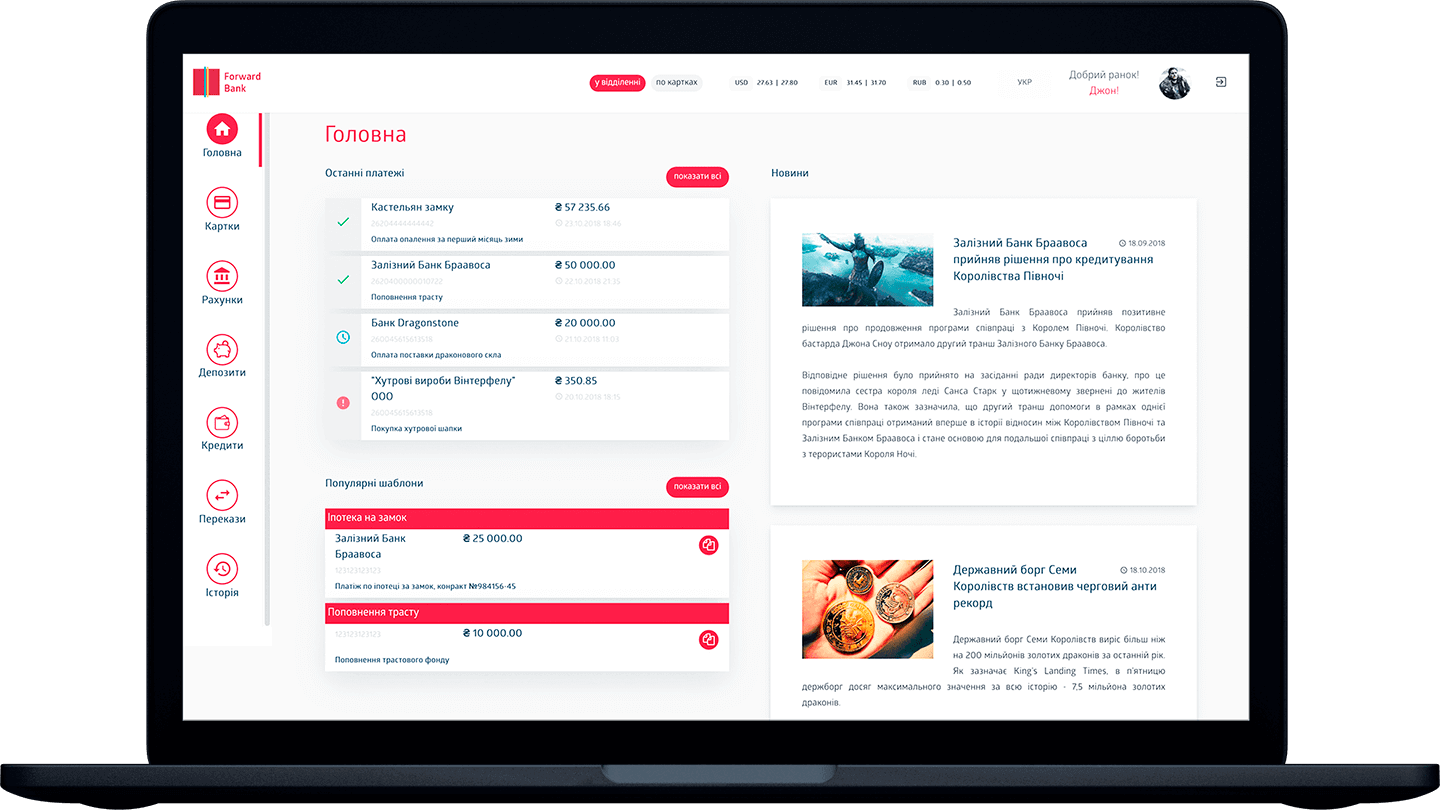 Forward
Bank
у відділенні
по картках
USD 27.63 | 27.80
EUR 31.45 | 31.70
RUB 0.30 | 0.50
УКР
Добрий ранок!
Джон!
Головна
Картки
Рахунки
Депозити
Кредити
Перекази
Історія
Головна
Останні платежі
показати всі
Кастельян замку
₴ 57 235.66
26204444444442
25.10.2018 18:46
Оплата опалення за перший місяць зими
Залізний Банк Браавоса
₴ 50 000.00
2620400000010722
22.10.2018 21:35
Поповнення трасту
Банк Dragonstone
₴ 20 000.00
260045615613518
21.10.2018 11:03
Оплата поставки драконового скла
"Хутрові вироби Вінтерфелу"
ООО
₴ 350.85
260045615613518
20.10.2018 18:15
Покупка хутрової шапки
Популярні шаблони
показати всі
Іпотека на замок
Залізний Банк
Браавоса
₴ 25 000.00
123123123123
Платіж по іпотеці за замок, конракт №984156-45
Поповнення трасту
123123123123
₴ 10 000.00
Поповнення трастового фонду
Новини
Залізний Банк Браавоса
18.09.2018
прийняв рішення про кредитування
Королівства Півночі
Залізний Банк Браавоса прийняв позитивне
рішення про продовження програми співпраці з Королем Півночі. Королівство
бастарда Джона Сноу отримало другий транш Залізного Банку Браавоса.
Відповідне рішення було прийнято на засіданні ради директорів банку, про це
повідомила сестра короля леді Санса Старк у щотижневому звернені до жителів
Вінтерфелу. Вона також зазначила, що другий транш допомоги в рамках однієї
програми співпраці отриманий вперше в історії відносин між Королівством Півночі та
Залізним Банком Браавоса і стане основою для подальшої співпраці з ціллю боротьби
з терористами Короля Ночі.
Державний борг Семи
18.10.2018
Королівств встановив черговий анти
рекорд
Державний борг Семи Королівств виріс більш ніж
на 200 мільйонів золотих драконів за останній рік.
Як зазначає King's Landing Times, в п'ятницю
держборг досяг максимального значення за всю історію - 7,5 мільйона золотих
драконів.